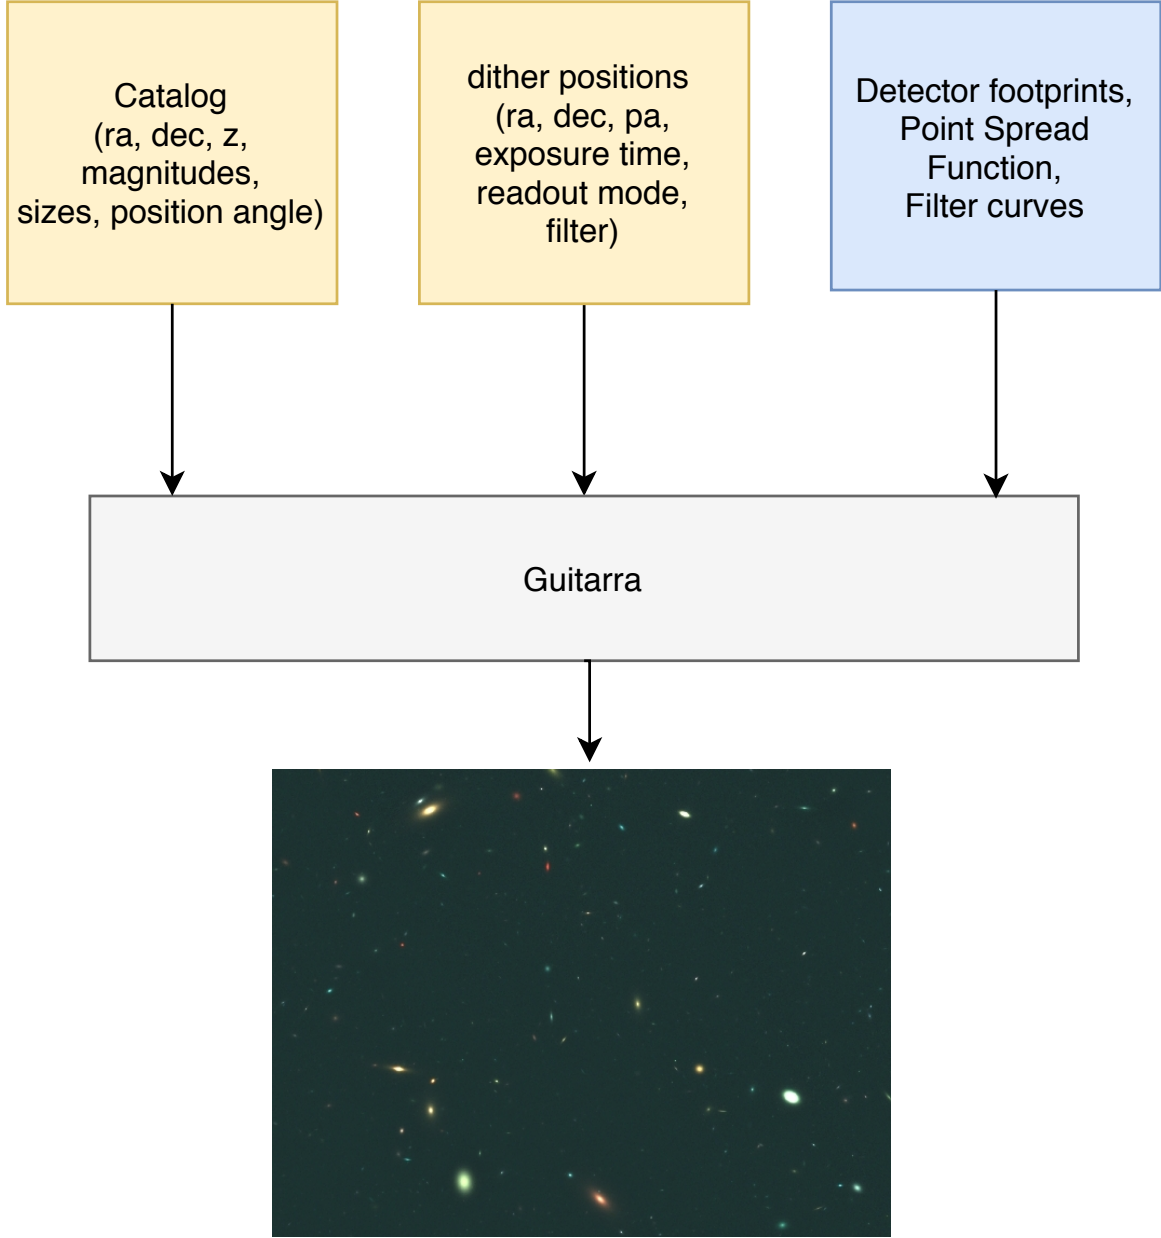 Catalog
(ra, dec, z,
magnitudes,
sizes, position angle)
dither positions
(ra, dec, pa,
exposure time,
readout mode,
filter)
Detector footprints,
Point Spread
Function,
Filter curves
Guitarra